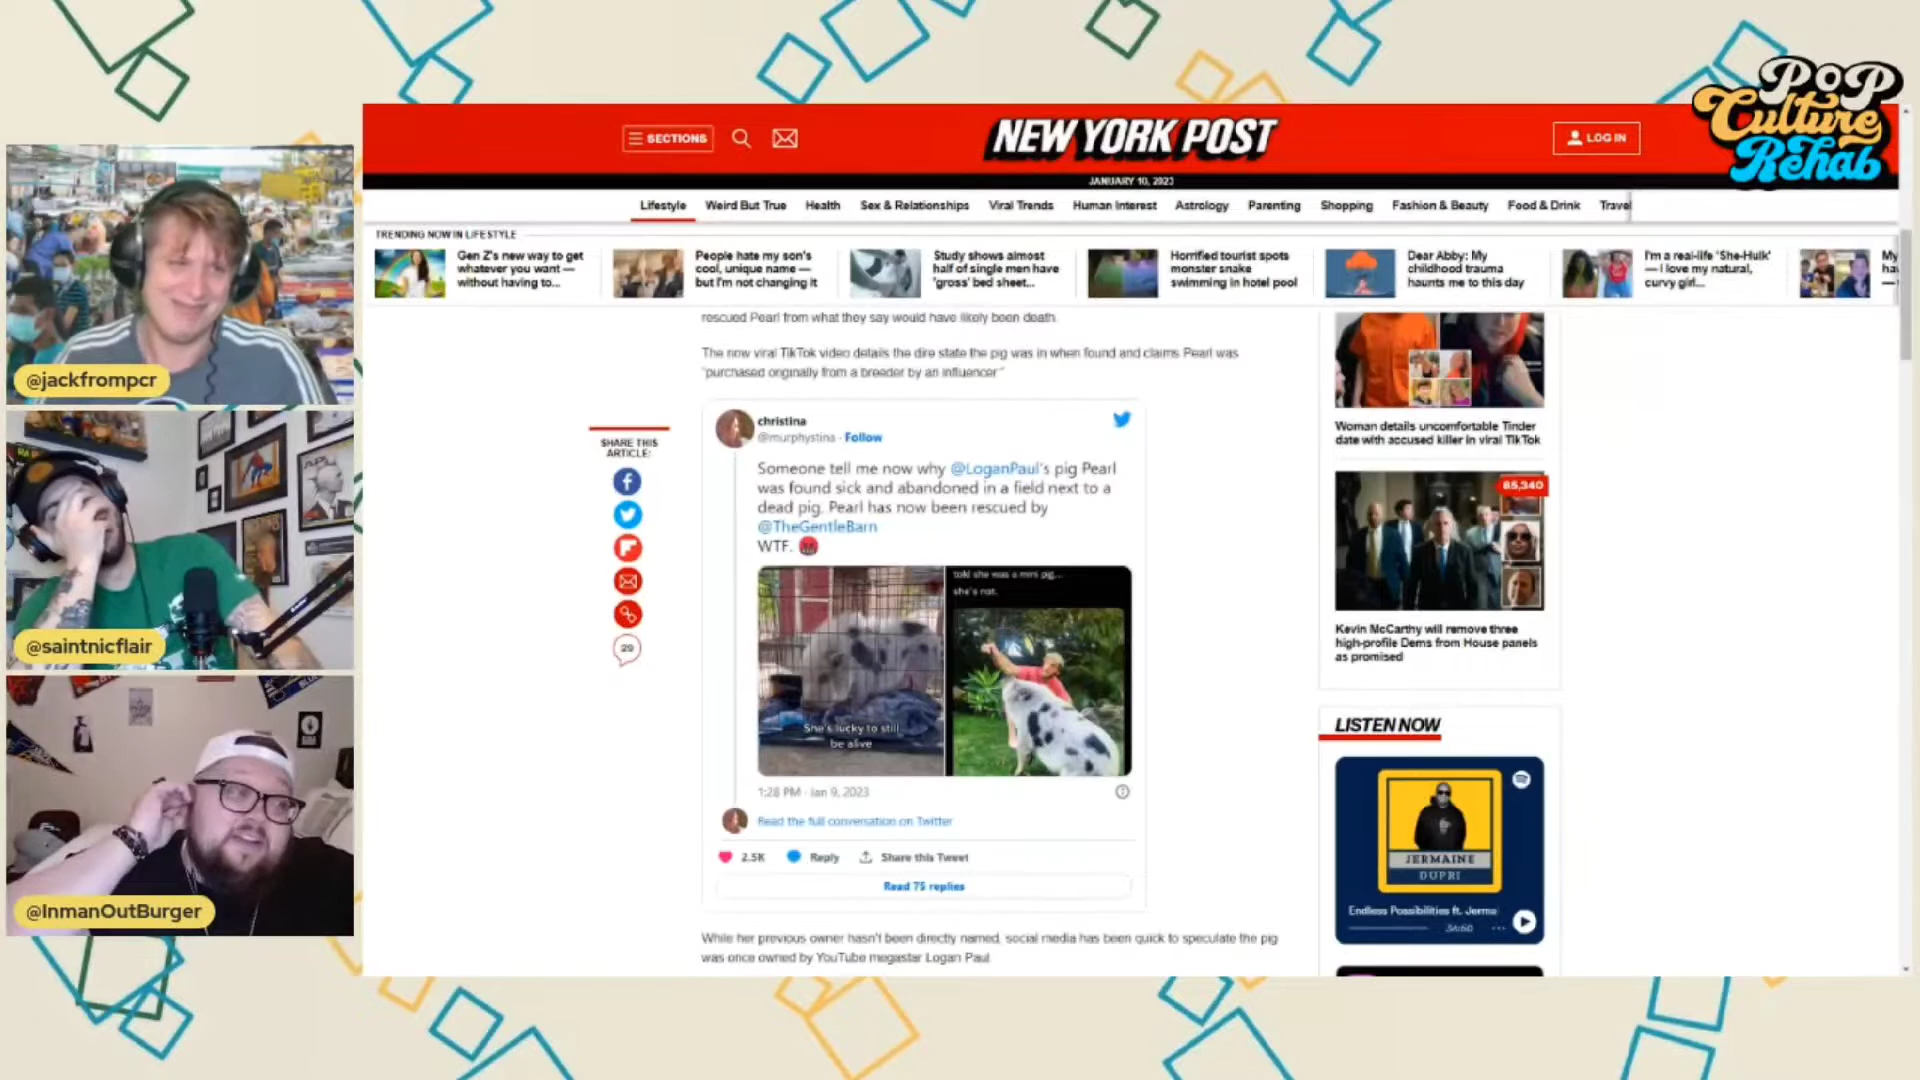 POP
Culture
Rehab
SECTIONS
NEW YORK POST
LOG IN
JANUARY 10, 2023
Lifestyle
Weird But True
Health
Sex & Relationships
Viral Trends
Human Interest
Astrology
Parenting
Shopping
Fashion & Beauty
Food & Drink
Travel
TRENDING NOW IN LIFESTYLE
Gen Z's new way to get
whatever you want —
without having to...
People hate my son's
cool, unique name —
but I'm not changing it
Study shows almost
half of single men have
'gross' bed sheet...
Horrified tourist spots
monster snake
swimming in hotel pool
Dear Abby: My
childhood trauma
haunts me to this day
I'm a real-life 'She-Hulk'
— I love my natural,
curvy girl...
My
@jackfrompcr
@saintnicflair
@InmanOutBurger
rescued Pearl from what they say would have likely been death.
The now viral TikTok video details the dire state the pig was in when found and claims Pearl was
"purchased originally from a breeder by an influencer"
SHARE THIS
ARTICLE:
29
christina
@murphystina · Follow
Someone tell me now why @LoganPaul's pig Pearl
was found sick and abandoned in a field next to a
dead pig. Pearl has now been rescued by
@TheGentleBarn
WTF.
She's lucky to still
be alive
told she was a mini pig...
she's not.
1:28 PM · Jan 9, 2023
Read the full conversation on Twitter
2.5K
Reply
Share this Tweet
Read 75 replies
While her previous owner hasn't been directly named, social media has been quick to speculate the pig
was once owned by YouTube megastar Logan Paul
Woman details uncomfortable Tinder
date with accused killer in viral TikTok
85,340
Kevin McCarthy will remove three
high-profile Dems from House panels
as promised
LISTEN NOW
JERMAINE
DUPRI
Endless Possibilities ft. Jerma